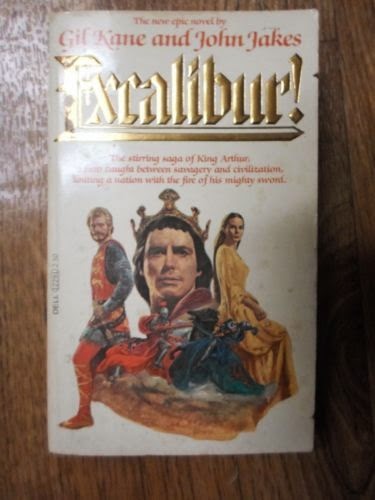 The new epic novel by
Gil Kane and John Jakes
Excalibur!
The stirring saga of King Arthur,
caught between savagery and civilization,
uniting a nation with the fire of his mighty sword.
DELL